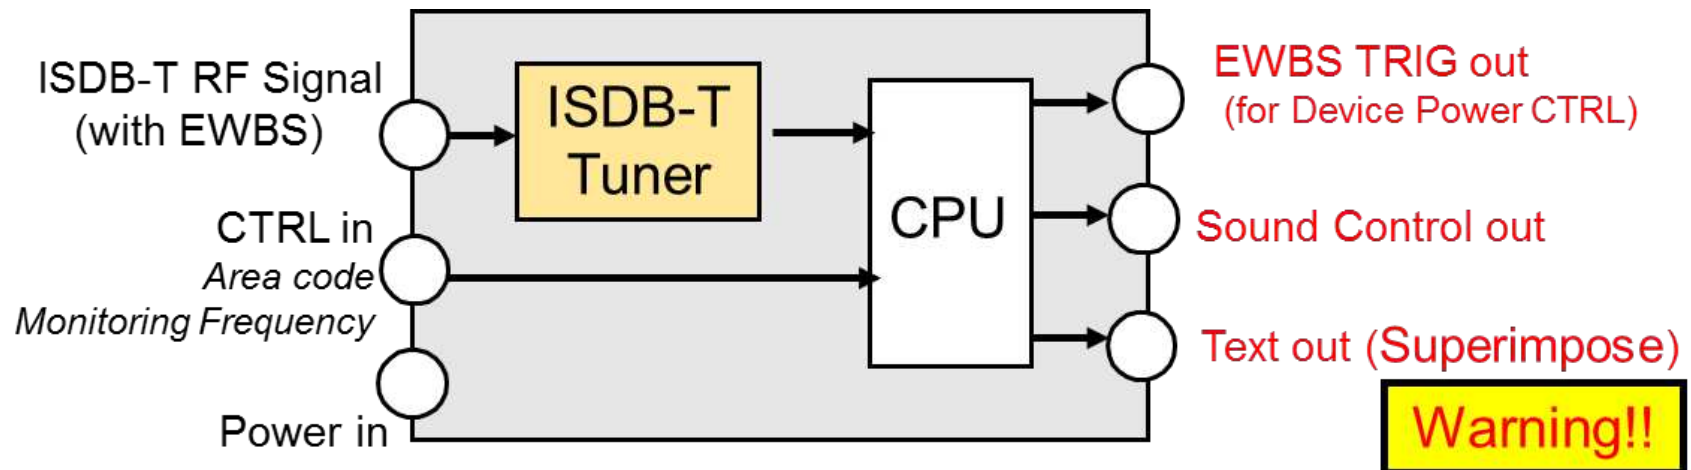 ISDB-T RF Signal
(with EWBS)
CTRL in
Area code
Monitoring Frequency
Power in
ISDB-T
Tuner
CPU
EWBS TRIG out
(for Device Power CTRL)
Sound Control out
Text out (Superimpose)
Warning!!